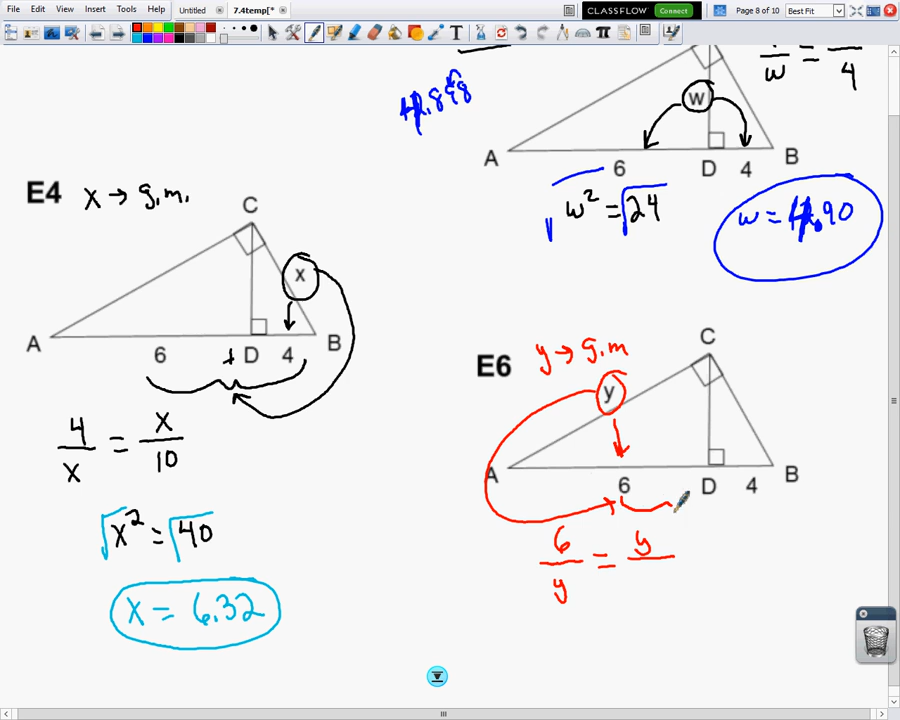 File Edit View Insert Tools Help Untitled 7.4temp[*
CLASSFLOW Connect Page 8 of 10 Best Fit
W = 4
w
A 6 D 4 B
w² = √24
w = 4.90
E4 x → g.m.
C
x
A 6 + D 4 B
4/x = x/10
√x² = √40
x = 6.32
E6 y → g.m
C
y
A 6 D 4 B
6/y = y